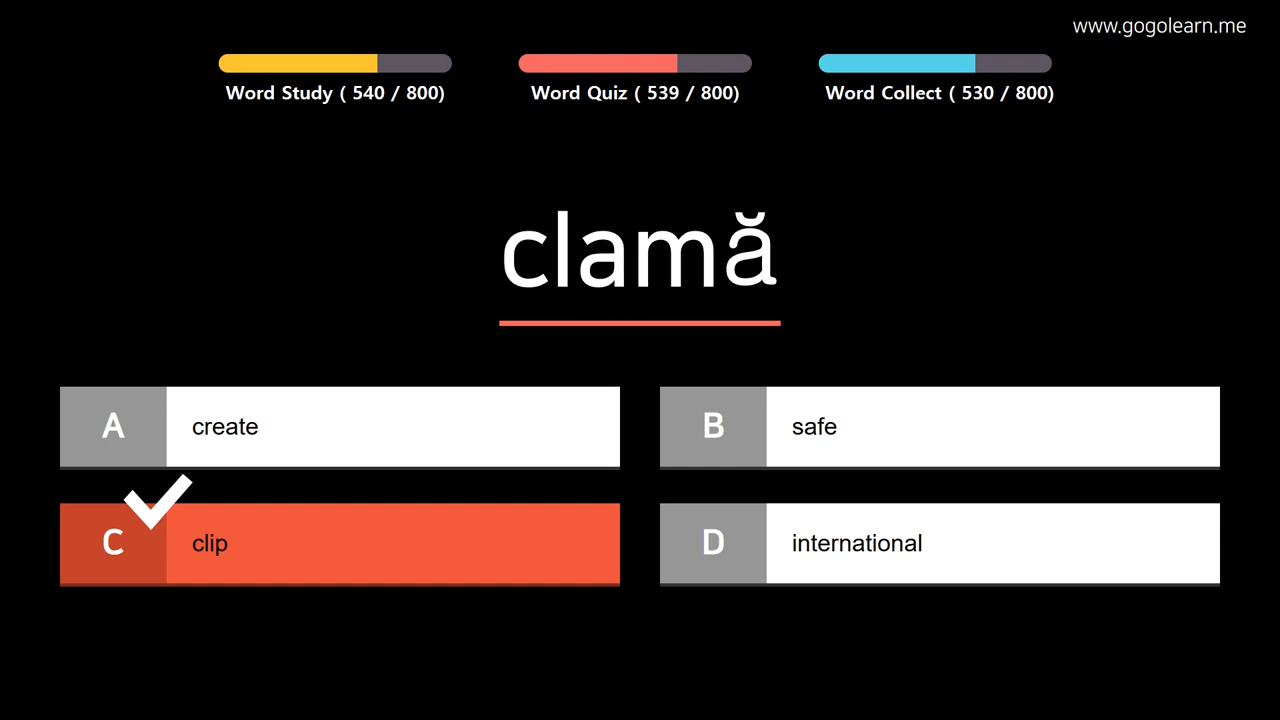 www.gogolearn.me
Word Study ( 540 / 800)
Word Quiz ( 539 / 800)
Word Collect ( 530 / 800)
clamă
A create
B safe
C clip
D international